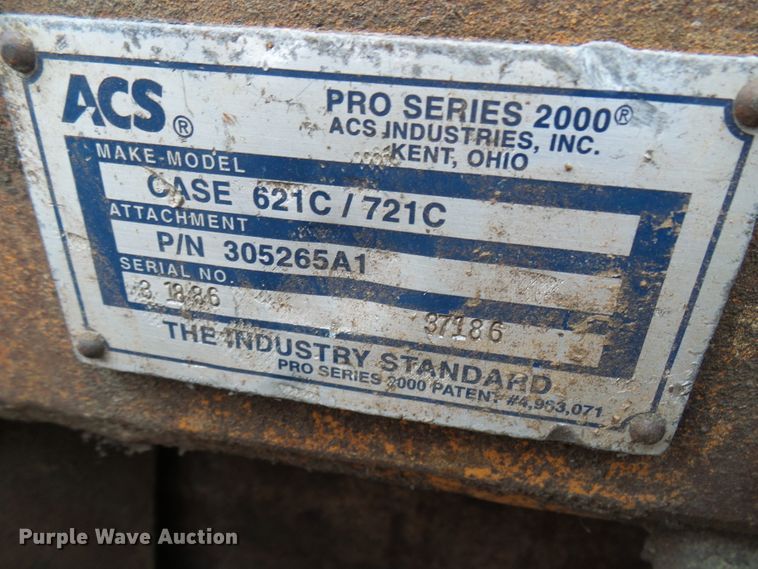 ACS®
PRO SERIES 2000®
ACS INDUSTRIES, INC.
KENT, OHIO
MAKE-MODEL
CASE 621C / 721C
ATTACHMENT
P/N 305265A1
SERIAL NO.
37186
THE INDUSTRY STANDARD
PRO SERIES 2000 PATENT #4,963,071
Purple Wave Auction